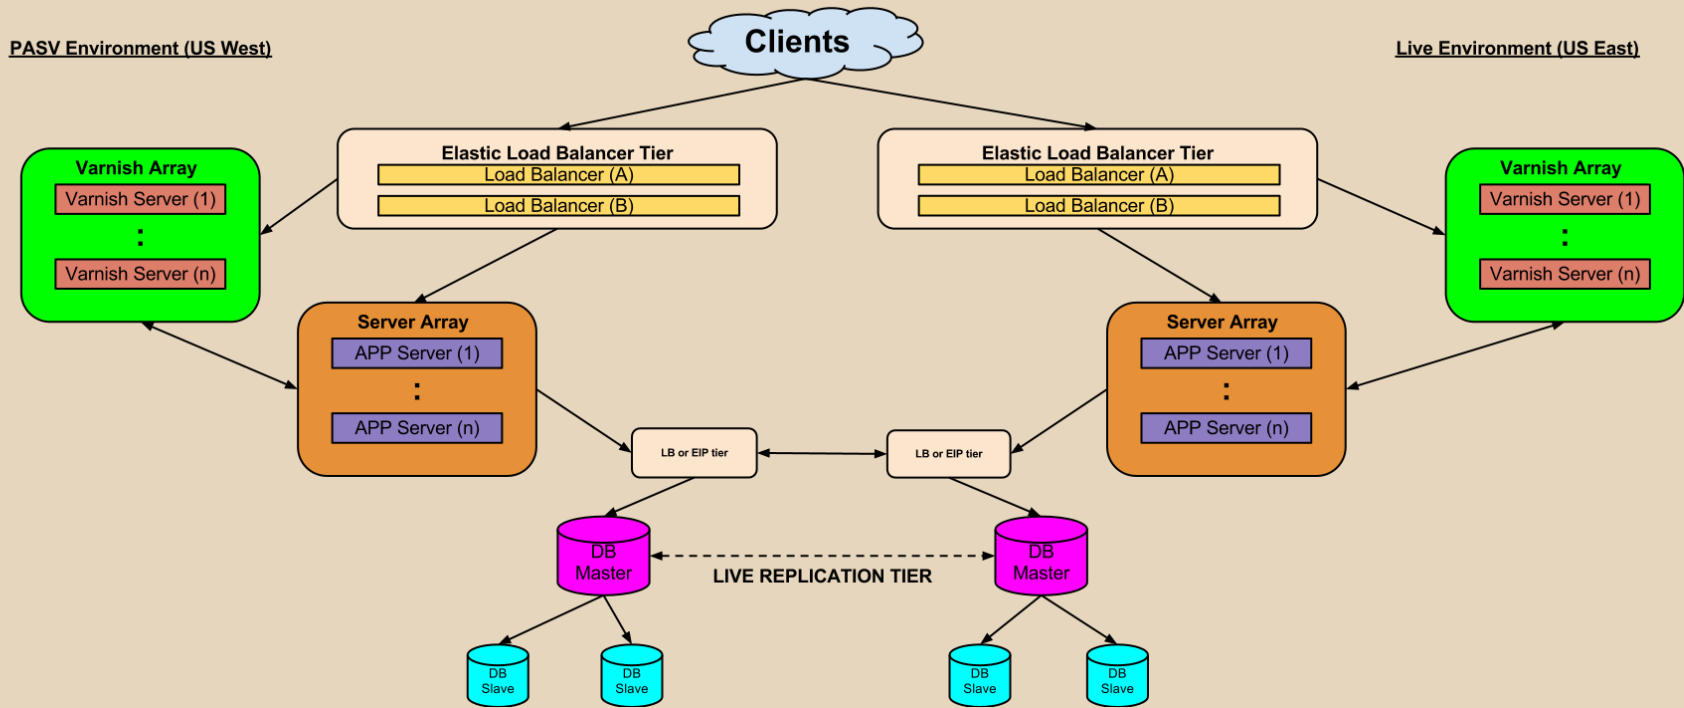 Clients
PASV Environment (US West)
Live Environment (US East)
Elastic Load Balancer Tier
Load Balancer (A)
Load Balancer (B)
Elastic Load Balancer Tier
Load Balancer (A)
Load Balancer (B)
Varnish Array
Varnish Server (1)
:
Varnish Server (n)
Varnish Array
Varnish Server (1)
:
Varnish Server (n)
Server Array
APP Server (1)
:
APP Server (n)
Server Array
APP Server (1)
:
APP Server (n)
LB or EIP tier
LB or EIP tier
DB
Master
LIVE REPLICATION TIER
DB
Master
DB
Slave
DB
Slave
DB
Slave
DB
Slave